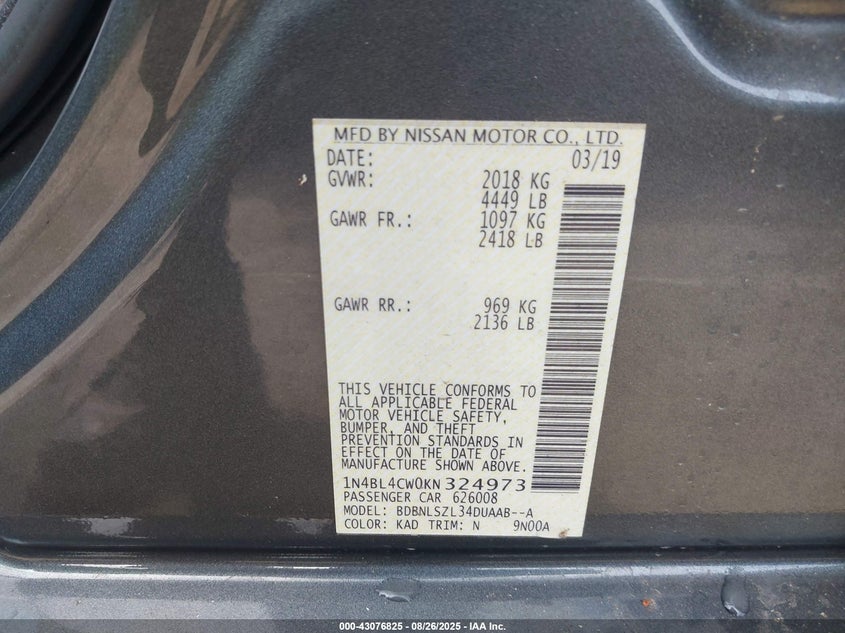 MFD BY NISSAN MOTOR CO., LTD.
DATE: 03/19
GVWR: 2018 KG
4449 LB
GAWR FR.: 1097 KG
2418 LB
GAWR RR.: 969 KG
2136 LB
THIS VEHICLE CONFORMS TO
ALL APPLICABLE FEDERAL
MOTOR VEHICLE SAFETY,
BUMPER, AND THEFT
PREVENTION STANDARDS IN
EFFECT ON THE DATE OF
MANUFACTURE SHOWN ABOVE.
1N4BL4CW0KN324973
PASSENGER CAR 626008
MODEL: BDBNLSZL34DUAAB--A
COLOR: KAD TRIM: N 9N00A
000-43076825 - 08/26/2025 - IAA Inc.